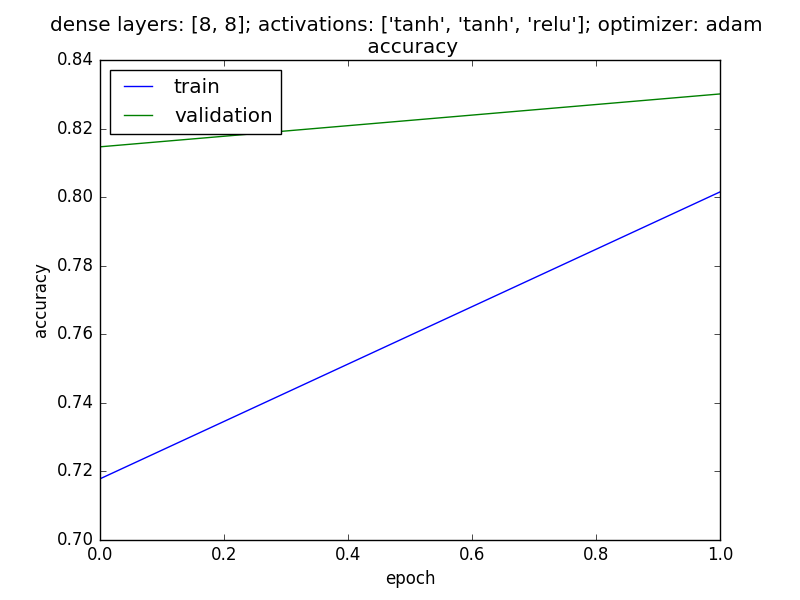 dense layers: [8, 8]; activations: ['tanh', 'tanh', 'relu']; optimizer: adam
accuracy
train
validation
accuracy
0.84
0.82
0.80
0.78
0.76
0.74
0.72
0.70
0.0 0.2 0.4 0.6 0.8 1.0
epoch